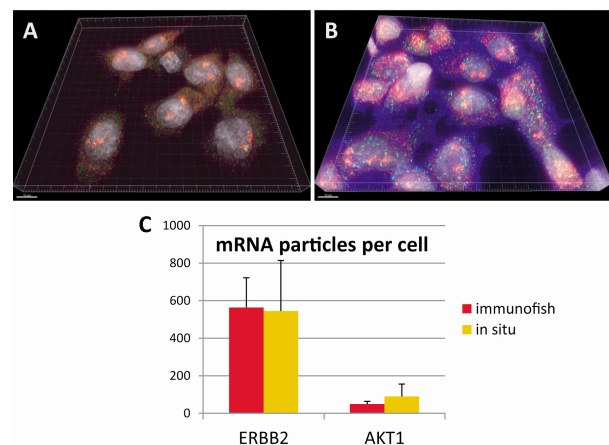 A
B
C
mRNA particles per cell
1000
800
600
400
200
0
ERBB2
AKT1
immunofish
in situ